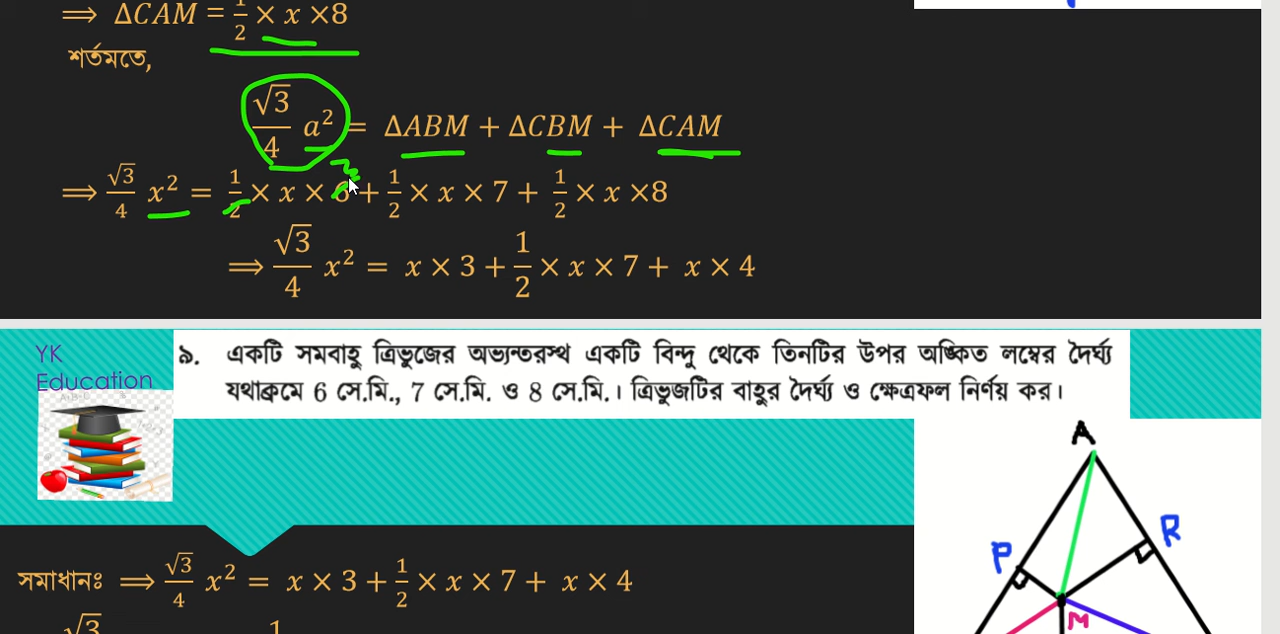 ⟹ ΔCAM = 1/2 × x ×8
শর্তমতে,
√3/4 a² = ΔABM + ΔCBM + ΔCAM
⟹ √3/4 x² = 1/2 × x × 6 + 1/2 × x × 7 + 1/2 × x ×8
⟹ √3/4 x² = x × 3 + 1/2 × x × 7 + x × 4
YK
Education
৯. একটি সমবাহু ত্রিভুজের অভ্যন্তরস্থ একটি বিন্দু থেকে তিনটির উপর অঙ্কিত লম্বের দৈর্ঘ্য
যথাক্রমে 6 সে.মি., 7 সে.মি. ও 8 সে.মি.। ত্রিভুজটির বাহুর দৈর্ঘ্য ও ক্ষেত্রফল নির্ণয় কর।
A
R
P
M
সমাধানঃ ⟹ √3/4 x² = x × 3 + 1/2 × x × 7 + x × 4
√3 1